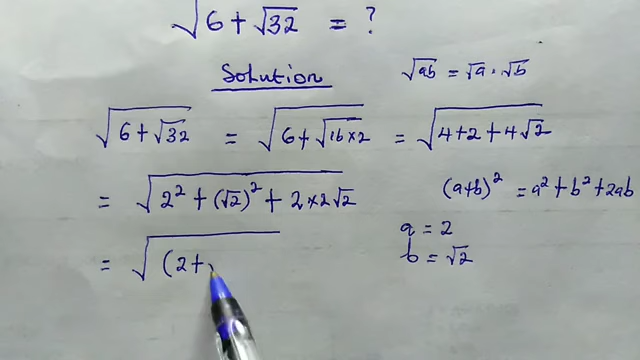 √(6 + √32) = ?
Solution
√ab = √a · √b
√(6 + √32) = √(6 + √(16×2)) = √(4 + 2 + 4√2)
= √(2² + (√2)² + 2×2√2)
(a+b)² = a² + b² + 2ab
a = 2
b = √2
= √(2+